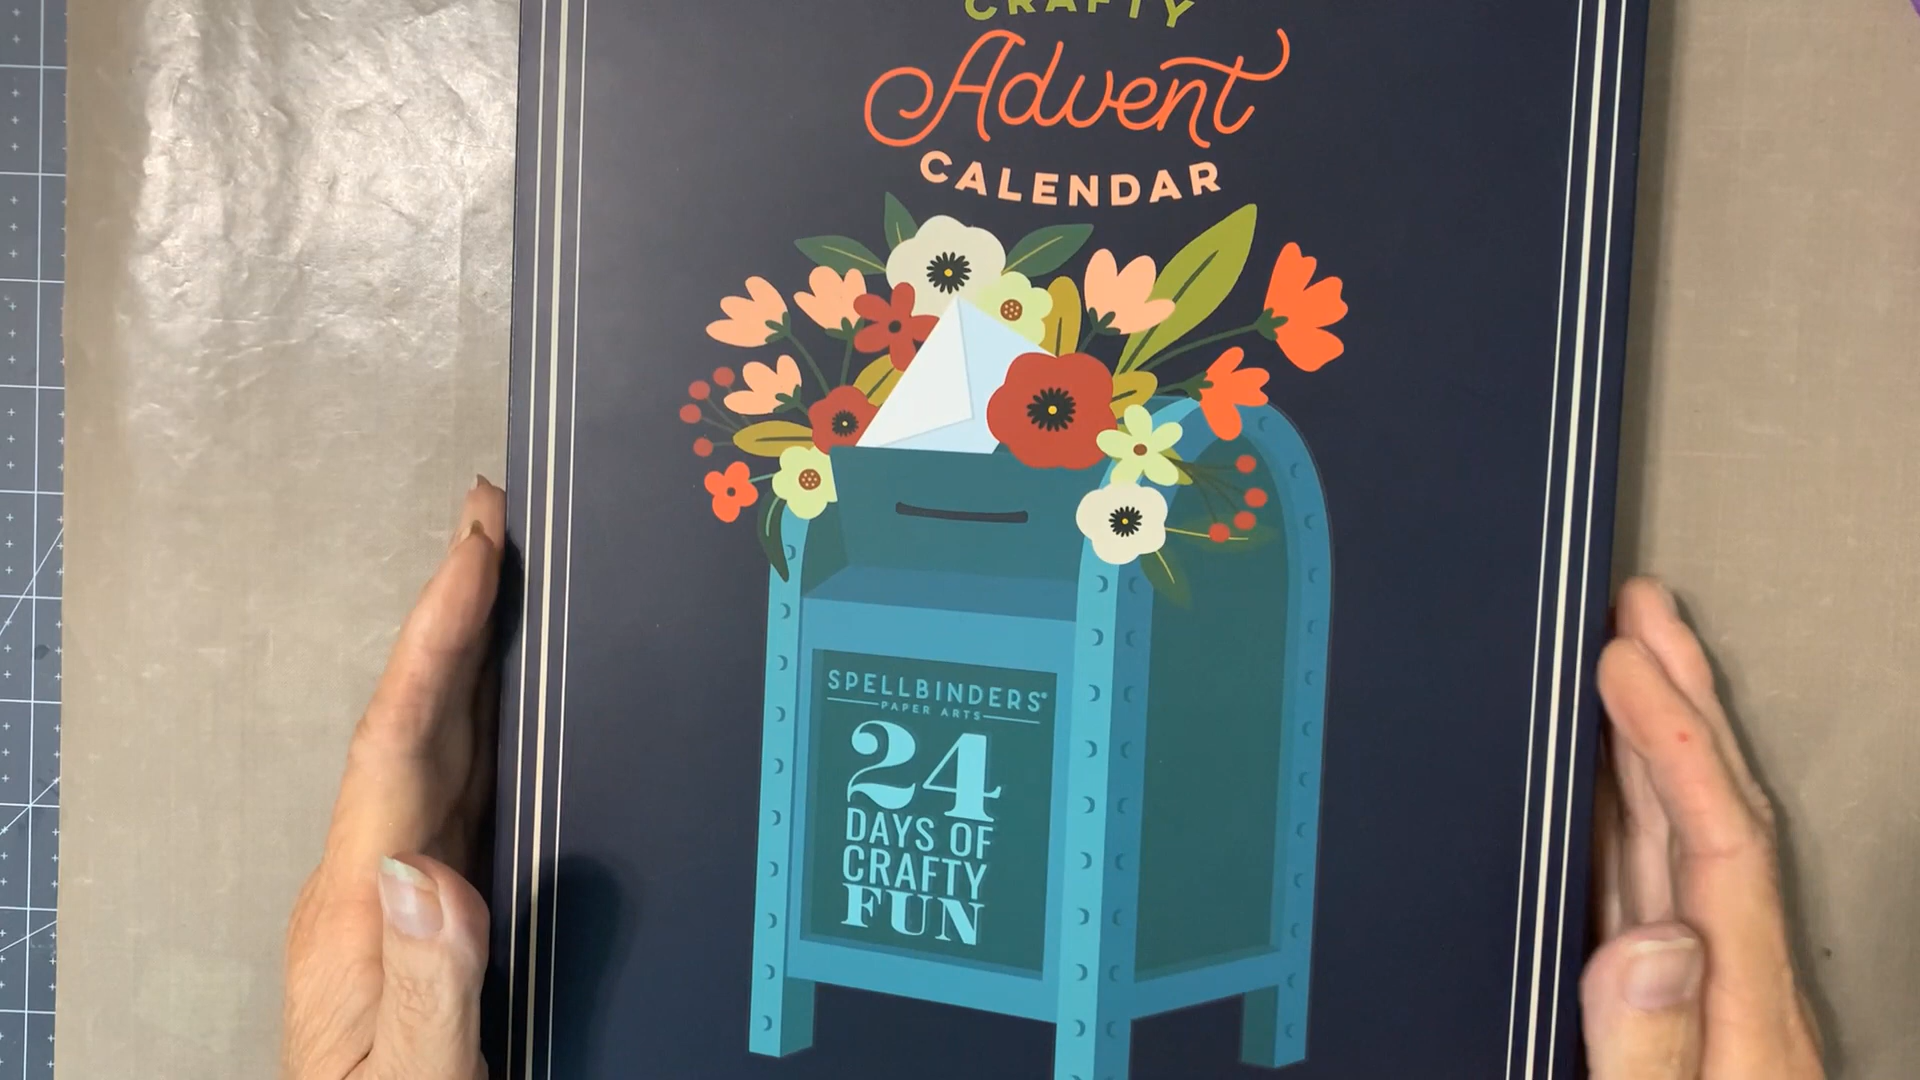 CRAFTY
Advent
CALENDAR
SPELLBINDERS®
PAPER ARTS
24
DAYS OF
CRAFTY
FUN